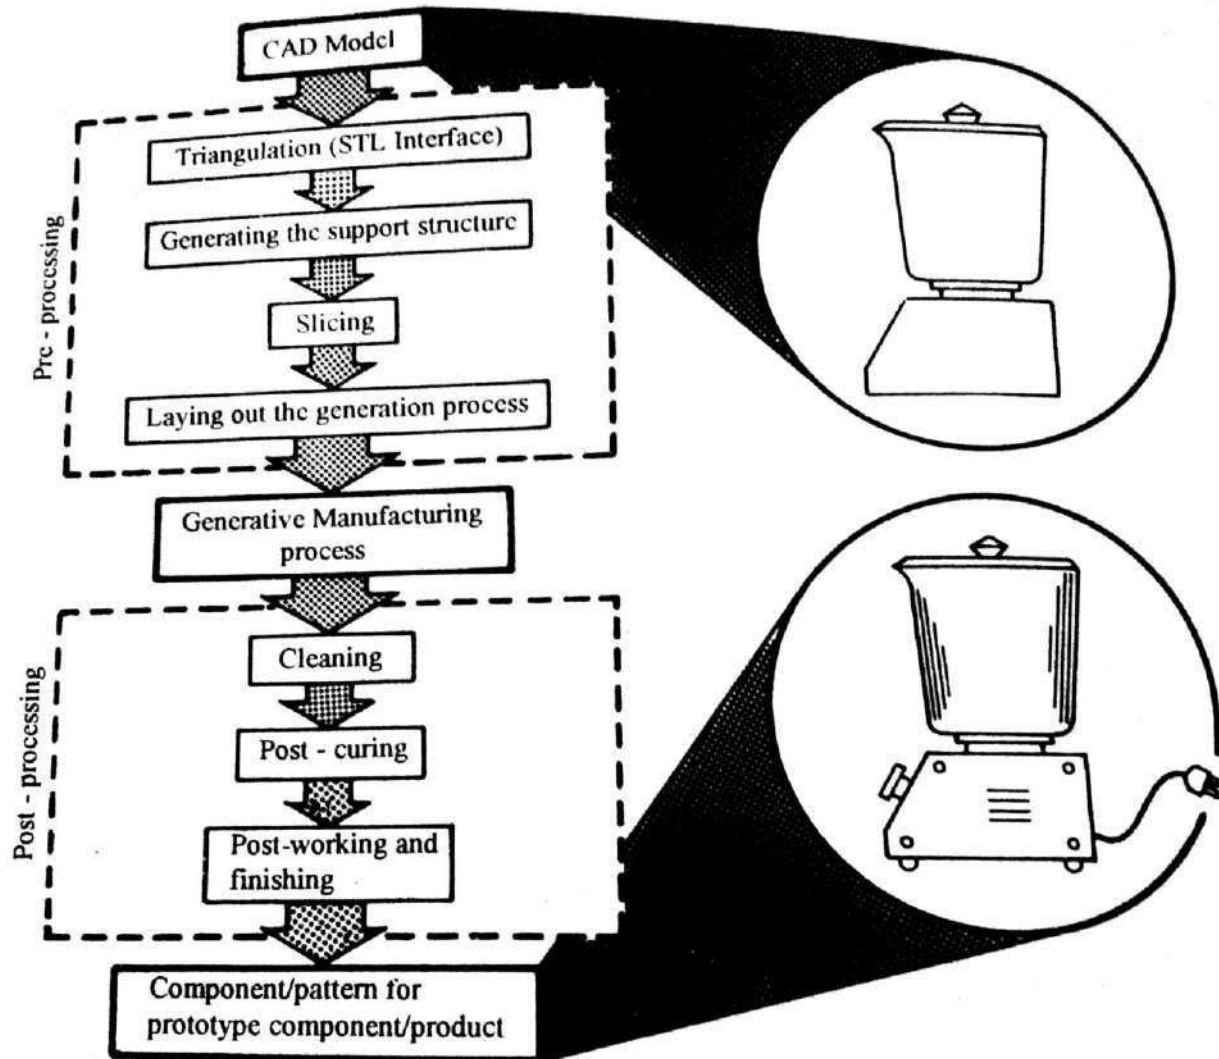 CAD Model
Triangulation (STL Interface)
Generating the support structure
Slicing
Laying out the generation process
Pre - processing
Generative Manufacturing
process
Cleaning
Post - curing
Post-working and
finishing
Post - processing
Component/pattern for
prototype component/product